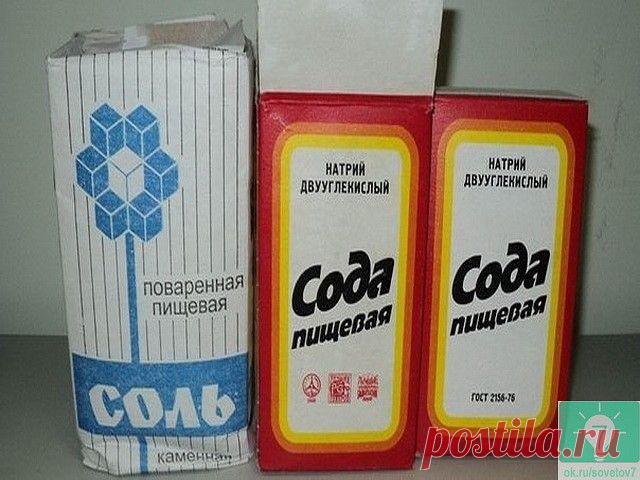 поваренная
пищевая
СОЛЬ
каменная
НАТРИЙ
ДВУУГЛЕКИСЛЫЙ
Сода
пищевая
НАТРИЙ
ДВУУГЛЕКИСЛЫЙ
Сода
пищевая
ГОСТ 2156-76
postila.ru
ok.ru/sovetov7